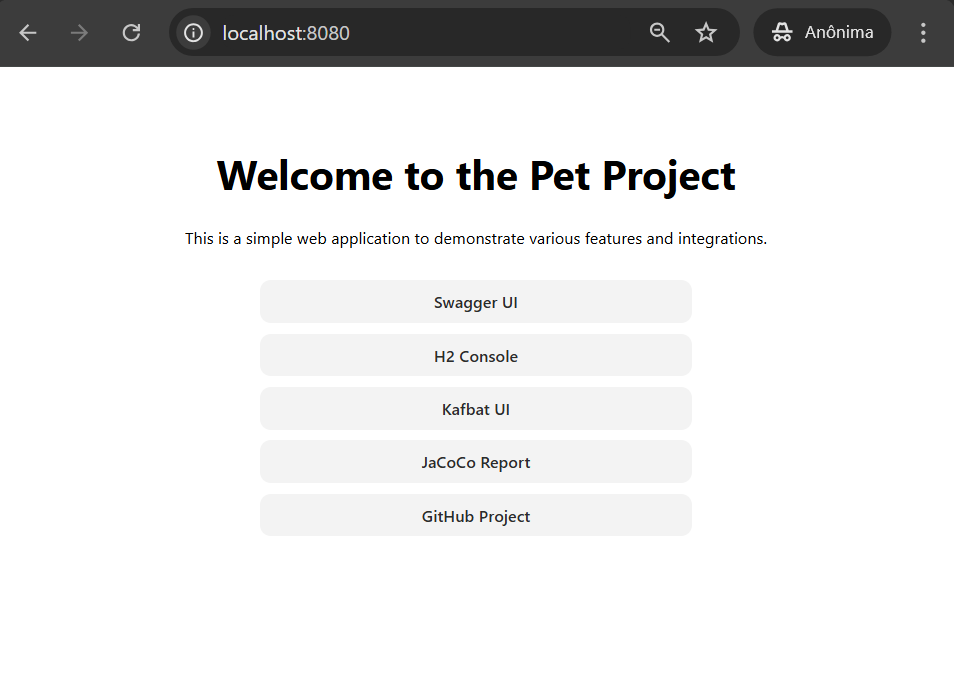 localhost:8080
Anônima
Welcome to the Pet Project
This is a simple web application to demonstrate various features and integrations.
Swagger UI
H2 Console
Kafbat UI
JaCoCo Report
GitHub Project